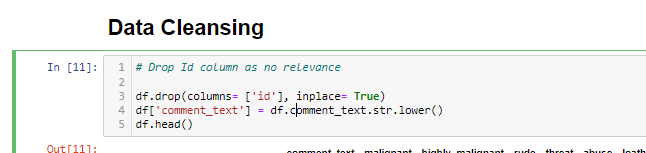 Data Cleansing
In [11]:
1 # Drop Id column as no relevance
2
3 df.drop(columns= ['id'], inplace= True)
4 df['comment_text'] = df.comment_text.str.lower()
5 df.head()
Out[11]:
comment_text malignant highly_malignant rude threat abuse